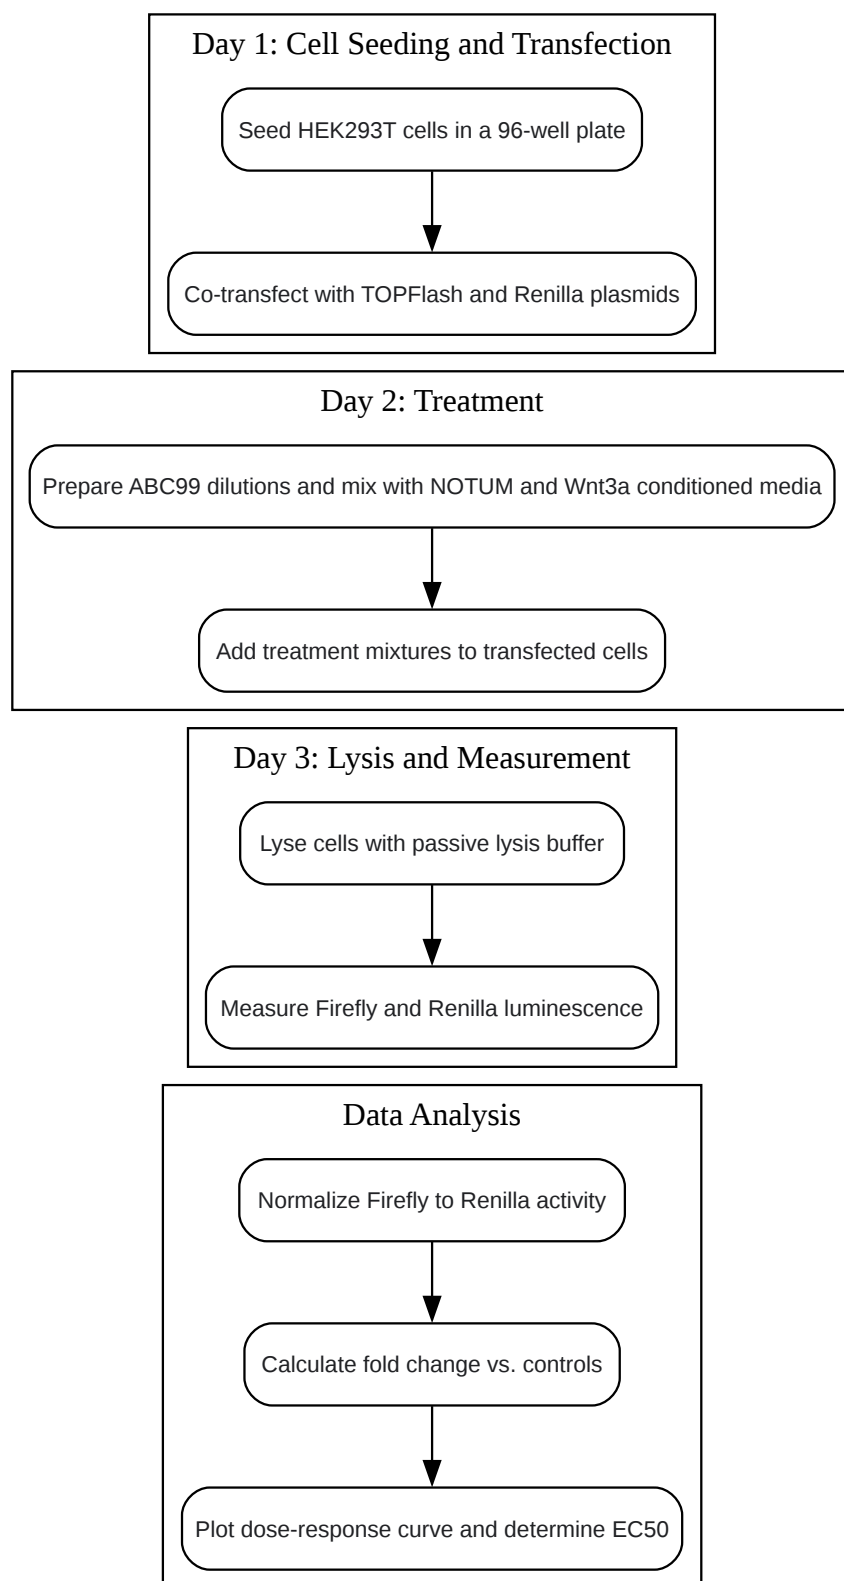 Day 1: Cell Seeding and Transfection
Seed HEK293T cells in a 96-well plate
Co-transfect with TOPFlash and Renilla plasmids
Day 2: Treatment
Prepare ABC99 dilutions and mix with NOTUM and Wnt3a conditioned media
Add treatment mixtures to transfected cells
Day 3: Lysis and Measurement
Lyse cells with passive lysis buffer
Measure Firefly and Renilla luminescence
Data Analysis
Normalize Firefly to Renilla activity
Calculate fold change vs. controls
Plot dose-response curve and determine EC50